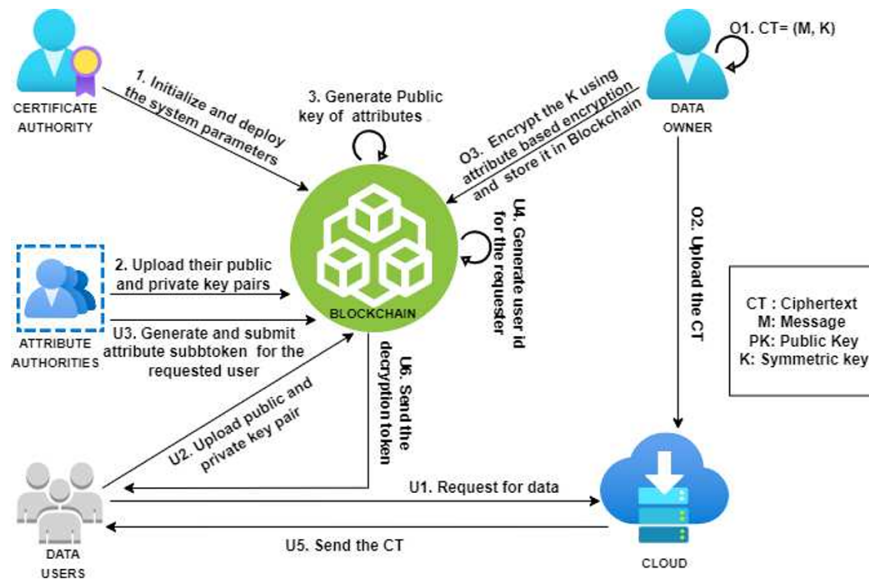 O1. CT= (M, K)
CERTIFICATE
AUTHORITY
1. Initialize and deploy
the system parameters
3. Generate Public
key of attributes
O3. Encrypt the K using
attribute based encryption
and store it in Blockchain
DATA
OWNER
U4. Generate user id
for the requester
O2. Upload the CT
2. Upload their public
and private key pairs
BLOCKCHAIN
U3. Generate and submit
attribute subbtoken for the
requested user
ATTRIBUTE
AUTHORITIES
CT : Ciphertext
M: Message
PK: Public Key
K: Symmetric key
U2. Upload public and
private key pair
U6. Send the
decryption token
U1. Request for data
U5. Send the CT
DATA
USERS
CLOUD